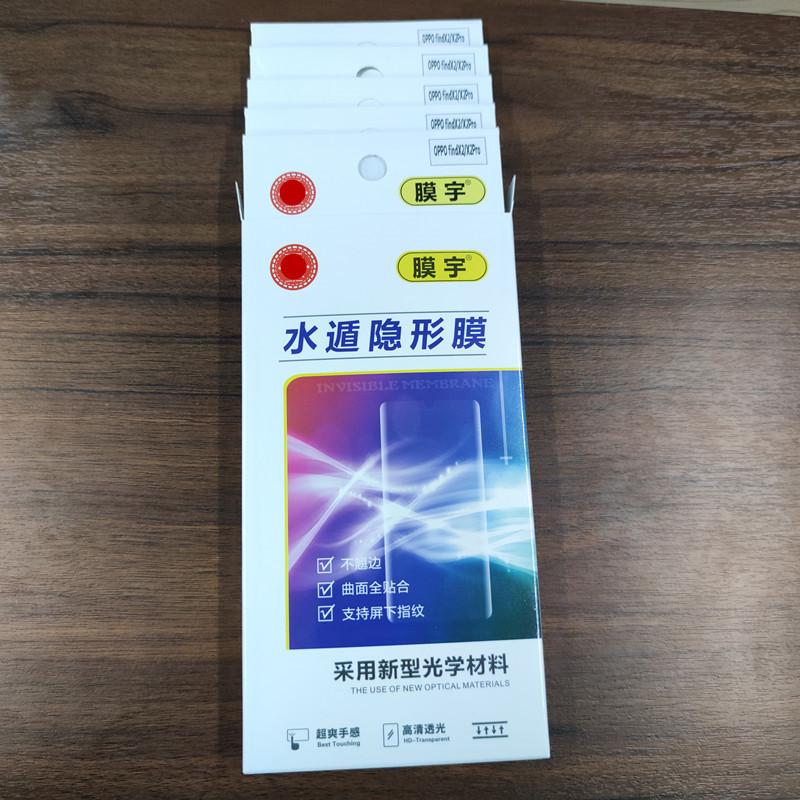 OPPO findX2/X2Pro
OPPO findX2/X2Pro
OPPO findX2/X2Pro
OPPO findX2/X2Pro
OPPO findX2/X2Pro
膜宇®
膜宇®
水遁隐形膜
INVISIBLE MEMBRANE
不翘边
曲面全贴合
支持屏下指纹
采用新型光学材料
THE USE OF NEW OPTICAL MATERIALS
超爽手感
Best Touching
高清透光
HD-Transparent